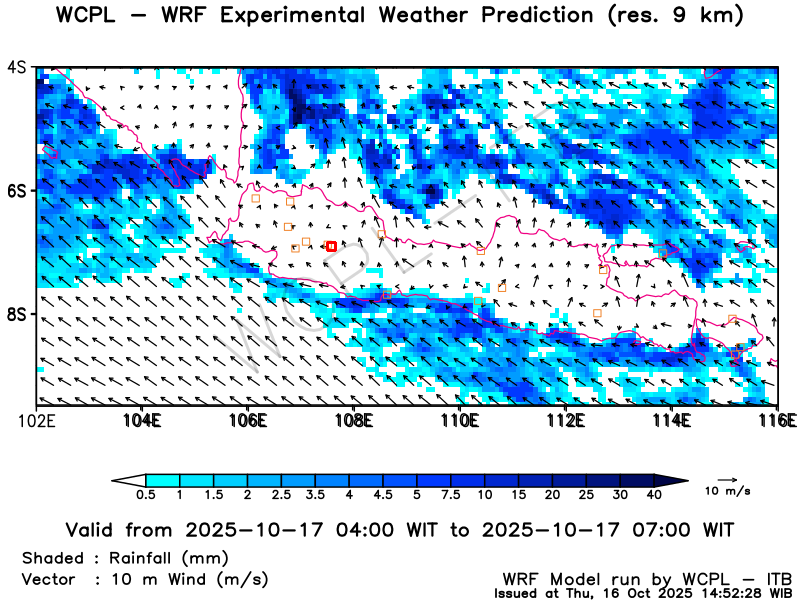 WCPL – WRF Experimental Weather Prediction (res. 9 km)
4S
6S
8S
102E 104E 106E 108E 110E 112E 114E 116E
WCPL-ITB
0.5 1 1.5 2 2.5 3.5 4 4.5 5 7.5 10 15 20 25 30 40
10 m/s
Valid from 2025-10-17 04:00 WIT to 2025-10-17 07:00 WIT
Shaded : Rainfall (mm)
Vector : 10 m Wind (m/s)
WRF Model run by WCPL – ITB
Issued at Thu, 16 Oct 2025 14:52:28 WIB